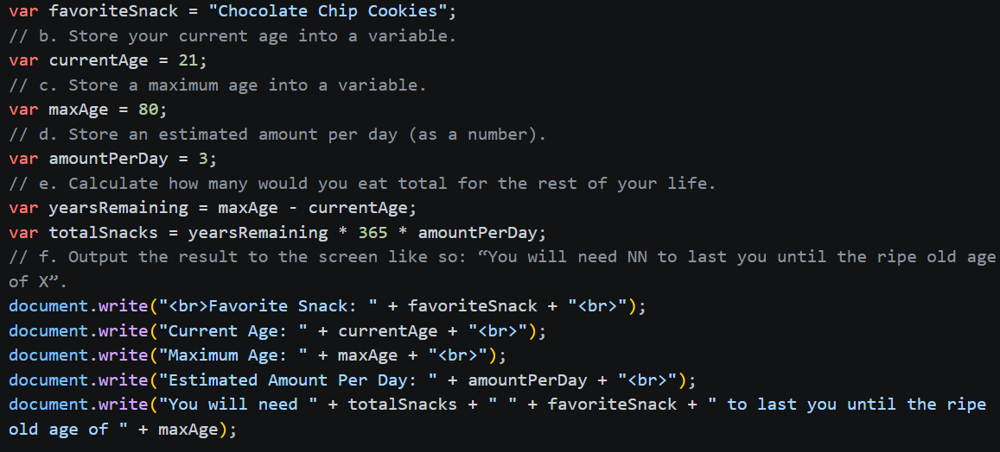 var favoriteSnack = "Chocolate Chip Cookies";
// b. Store your current age into a variable.
var currentAge = 21;
// c. Store a maximum age into a variable.
var maxAge = 80;
// d. Store an estimated amount per day (as a number).
var amountPerDay = 3;
// e. Calculate how many would you eat total for the rest of your life.
var yearsRemaining = maxAge - currentAge;
var totalSnacks = yearsRemaining * 365 * amountPerDay;
// f. Output the result to the screen like so: “You will need NN to last you until the ripe old age
of X”.
document.write("<br>Favorite Snack: " + favoriteSnack + "<br>");
document.write("Current Age: " + currentAge + "<br>");
document.write("Maximum Age: " + maxAge + "<br>");
document.write("Estimated Amount Per Day: " + amountPerDay + "<br>");
document.write("You will need " + totalSnacks + " " + favoriteSnack + " to last you until the ripe
old age of " + maxAge);